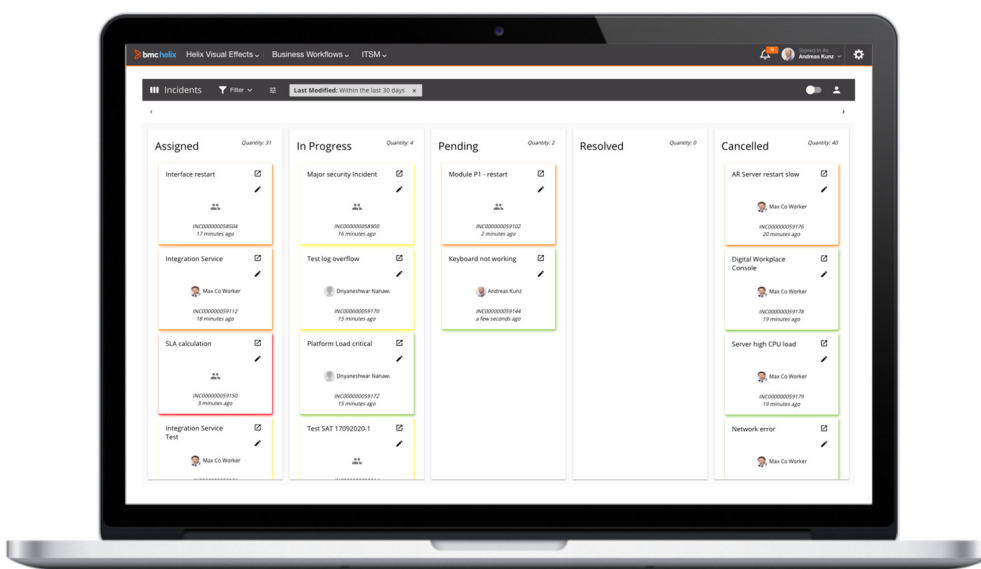 bmchelix Helix Visual Effects Business Workflows ITSM
9
Signed In As
Andreas Kunz
Incidents Filter Last Modified: Within the last 30 days ×
Assigned Quantity: 31
Interface restart
INC000000058504
17 minutes ago
Integration Service
Max Co Worker
INC000000059112
18 minutes ago
SLA calculation
INC000000059150
3 minutes ago
Integration Service
Test
Max Co Worker
In Progress Quantity: 4
Major security Incident
INC000000058900
16 minutes ago
Test log overflow
Dnyaneshwar Nanaw
INC000000059170
15 minutes ago
Platform Load critical
Dnyaneshwar Nanaw
INC000000059172
15 minutes ago
Test SAT 17092020-1
Pending Quantity: 2
Module P1 - restart
INC000000059102
2 minutes ago
Keyboard not working
Andreas Kunz
INC000000059144
a few seconds ago
Resolved Quantity: 0
Cancelled Quantity: 40
AR Server restart slow
Max Co Worker
INC000000059176
20 minutes ago
Digital Workplace
Console
Max Co Worker
INC000000059178
19 minutes ago
Server high CPU load
Max Co Worker
INC000000059179
19 minutes ago
Network error
Max Co Worker